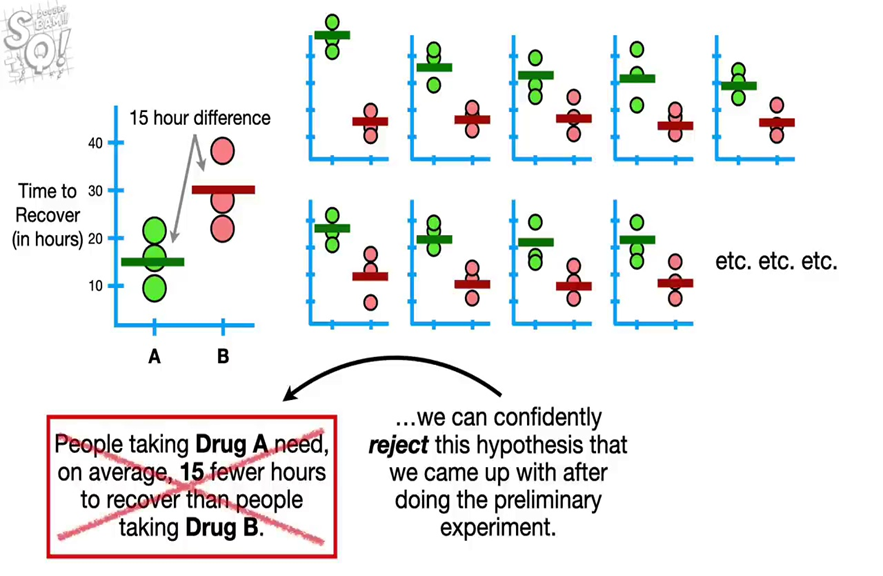 STATQUEST!
DOUBLE BAM!!
SQ!
15 hour difference
40
30
20
10
Time to
Recover
(in hours)
A
B
etc. etc. etc.
People taking Drug A need,
on average, 15 fewer hours
to recover than people
taking Drug B.
…we can confidently
reject this hypothesis that
we came up with after
doing the preliminary
experiment.